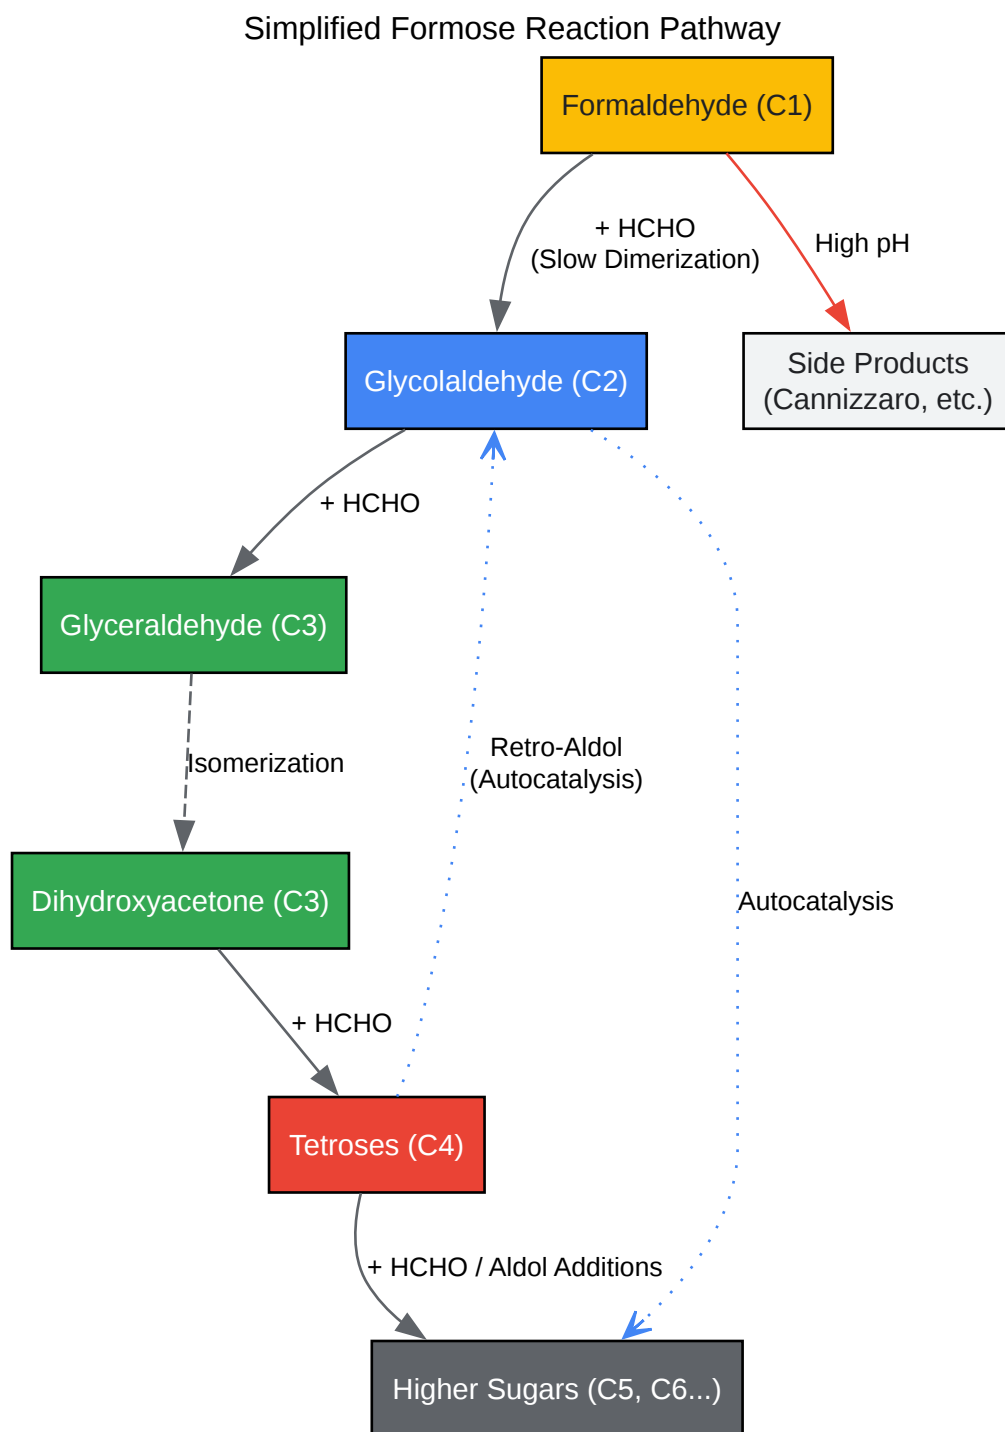 Simplified Formose Reaction Pathway
Formaldehyde (C1)
+ HCHO
(Slow Dimerization)
High pH
Glycolaldehyde (C2)
Side Products
(Cannizzaro, etc.)
+ HCHO
Glyceraldehyde (C3)
Isomerization
Retro-Aldol
(Autocatalysis)
Dihydroxyacetone (C3)
Autocatalysis
+ HCHO
Tetroses (C4)
+ HCHO / Aldol Additions
Higher Sugars (C5, C6...)